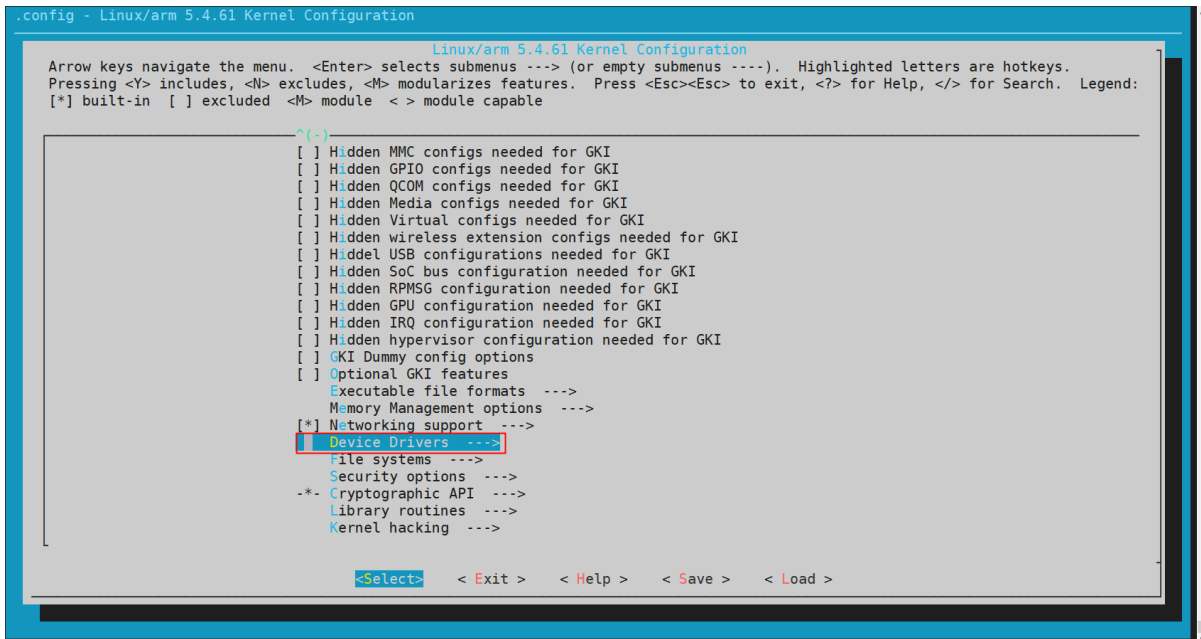 .config - Linux/arm 5.4.61 Kernel Configuration
Linux/arm 5.4.61 Kernel Configuration
Arrow keys navigate the menu.  <Enter> selects submenus ---> (or empty submenus ----).  Highlighted letters are hotkeys.
Pressing <Y> includes, <N> excludes, <M> modularizes features.  Press <Esc><Esc> to exit, <?> for Help, </> for Search.  Legend:
[*] built-in  [ ] excluded  <M> module  < > module capable
^(-)
[ ] Hidden MMC configs needed for GKI
[ ] Hidden GPIO configs needed for GKI
[ ] Hidden QCOM configs needed for GKI
[ ] Hidden Media configs needed for GKI
[ ] Hidden Virtual configs needed for GKI
[ ] Hidden wireless extension configs needed for GKI
[ ] Hiddel USB configurations needed for GKI
[ ] Hidden SoC bus configuration needed for GKI
[ ] Hidden RPMSG configuration needed for GKI
[ ] Hidden GPU configuration needed for GKI
[ ] Hidden IRQ configuration needed for GKI
[ ] Hidden hypervisor configuration needed for GKI
[ ] GKI Dummy config options
[ ] Optional GKI features
Executable file formats  --->
Memory Management options  --->
[*] Networking support  --->
Device Drivers  --->
File systems  --->
Security options  --->
-*- Cryptographic API  --->
Library routines  --->
Kernel hacking  --->
<Select>    < Exit >    < Help >    < Save >    < Load >